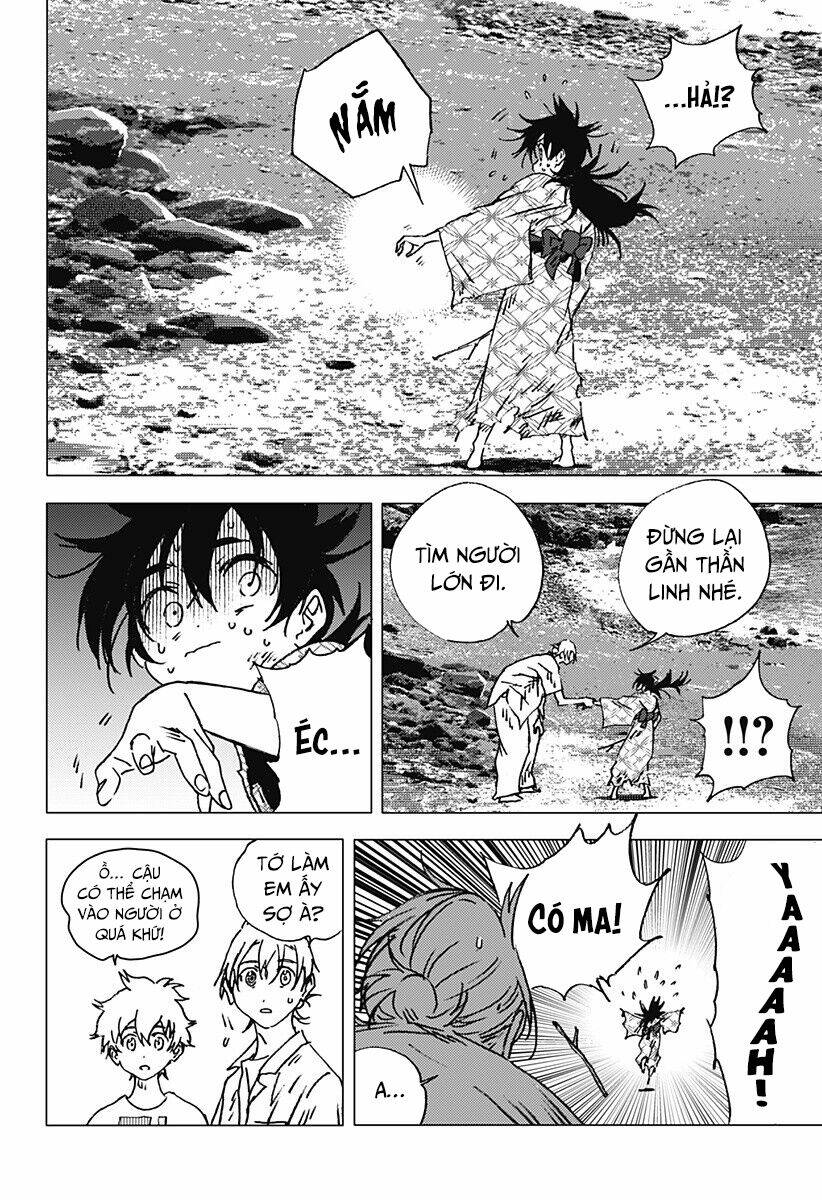 ...HẢ!?
NẮM
ĐỪNG LẠI
GẦN THẦN
LINH NHÉ.
TÌM NGƯỜI
LỚN ĐI.
!!?
ÉC...
YAAAAAH!
CÓ MA!
A...
TỚ LÀM
EM ẤY
SỢ À?
Ồ... CẬU
CÓ THỂ CHẠM
VÀO NGƯỜI Ở
QUÁ KHỨ!